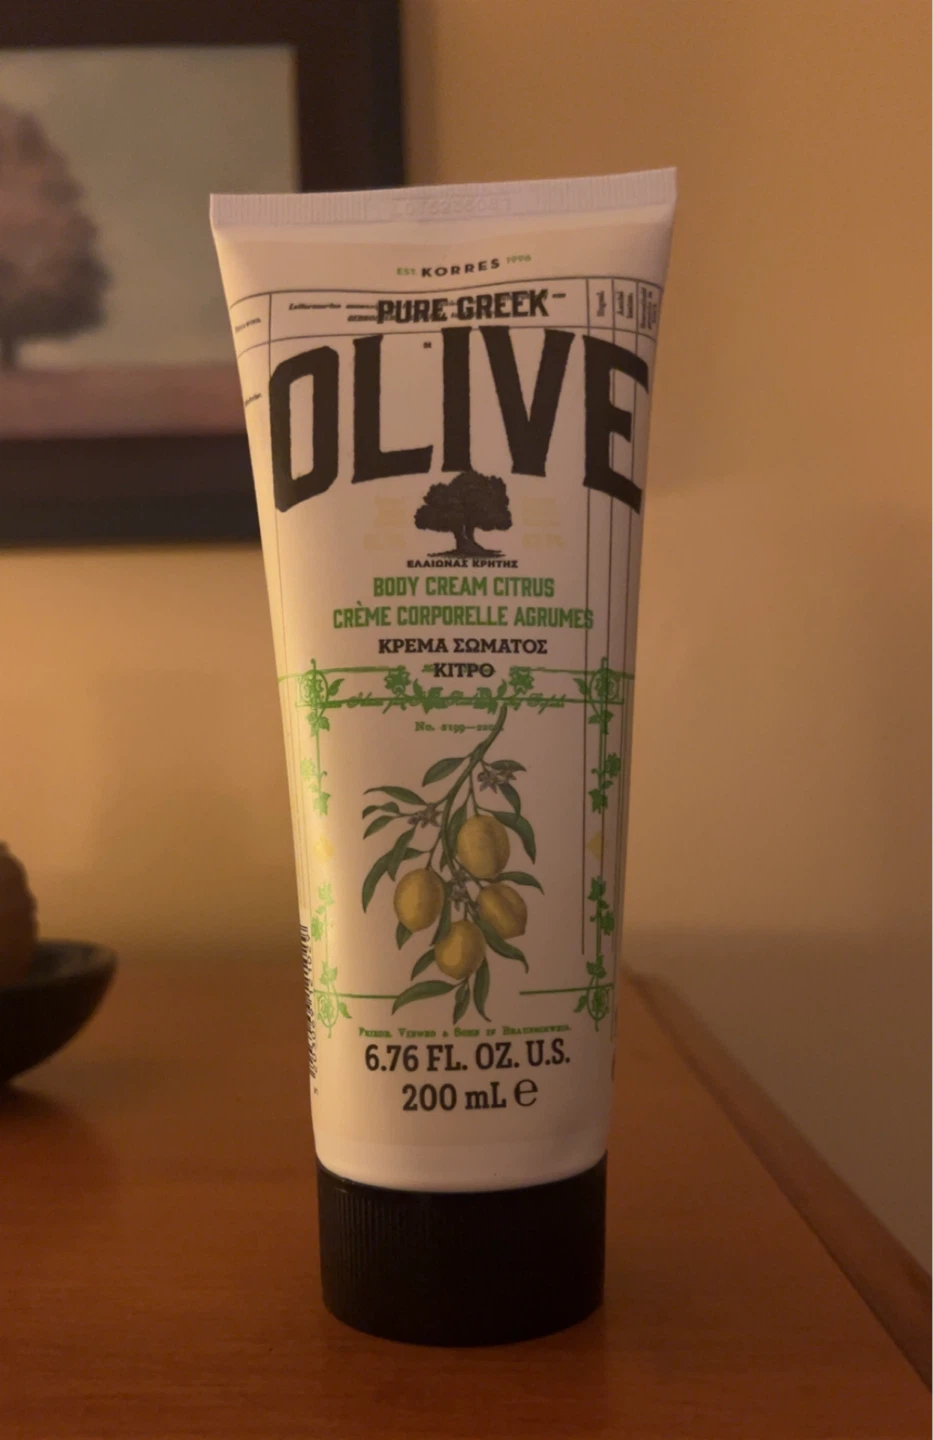 EST. KORRES 1996
PURE GREEK
OLIVE
ΕΛΑΙΩΝΑΣ ΚΡΗΤΗΣ
BODY CREAM CITRUS
CRÈME CORPORELLE AGRUMES
ΚΡΕΜΑ ΣΩΜΑΤΟΣ
ΚΙΤΡΟ
No.
6.76 FL. OZ. U.S.
200 mL ℮